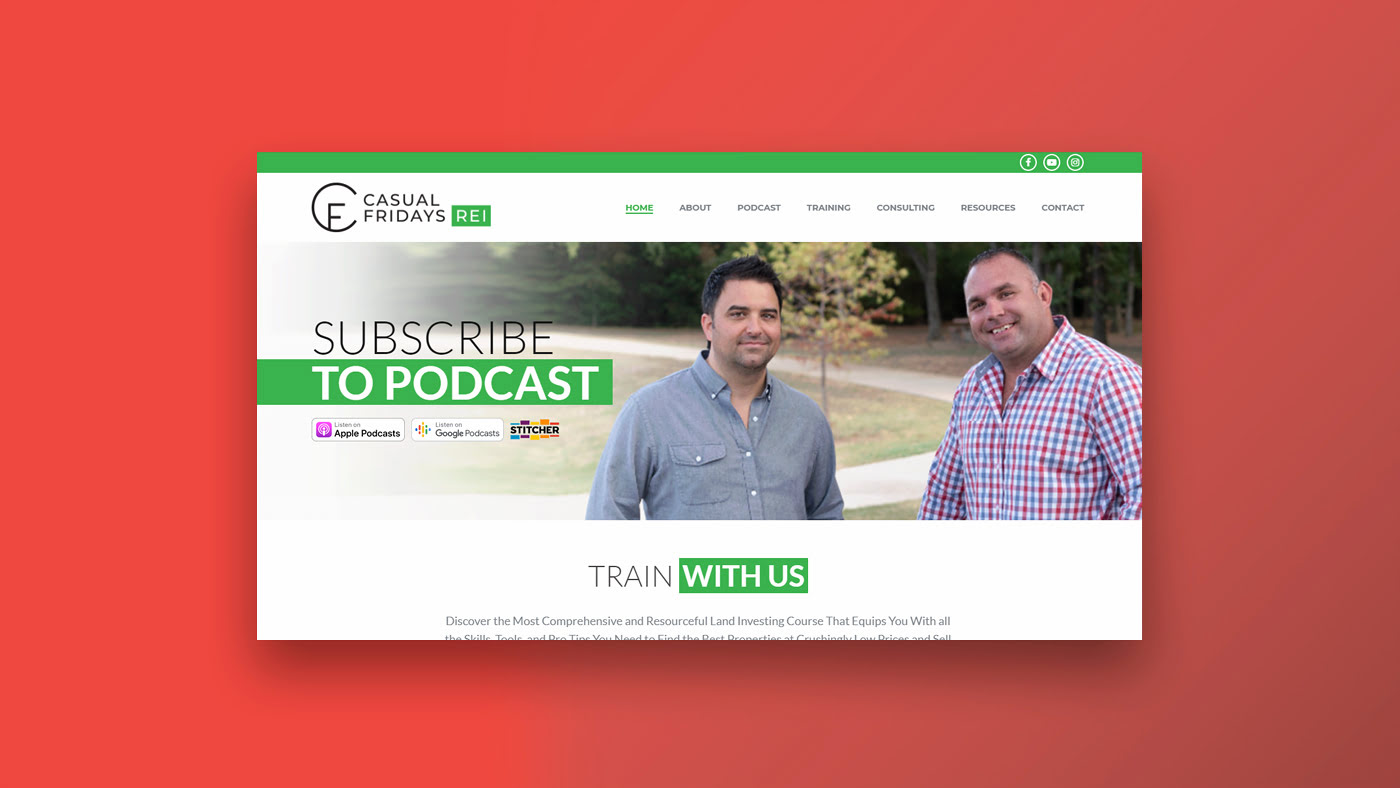 CASUAL
FRIDAYS REI
HOME ABOUT PODCAST TRAINING CONSULTING RESOURCES CONTACT
SUBSCRIBE
TO PODCAST
Listen on
Apple Podcasts
Listen on
Google Podcasts
STITCHER
TRAIN WITH US
Discover the Most Comprehensive and Resourceful Land Investing Course That Equips You With all
the Skills, Tools, and Pro Tips You Need to Find the Best Properties at Crushingly Low Prices and Sell